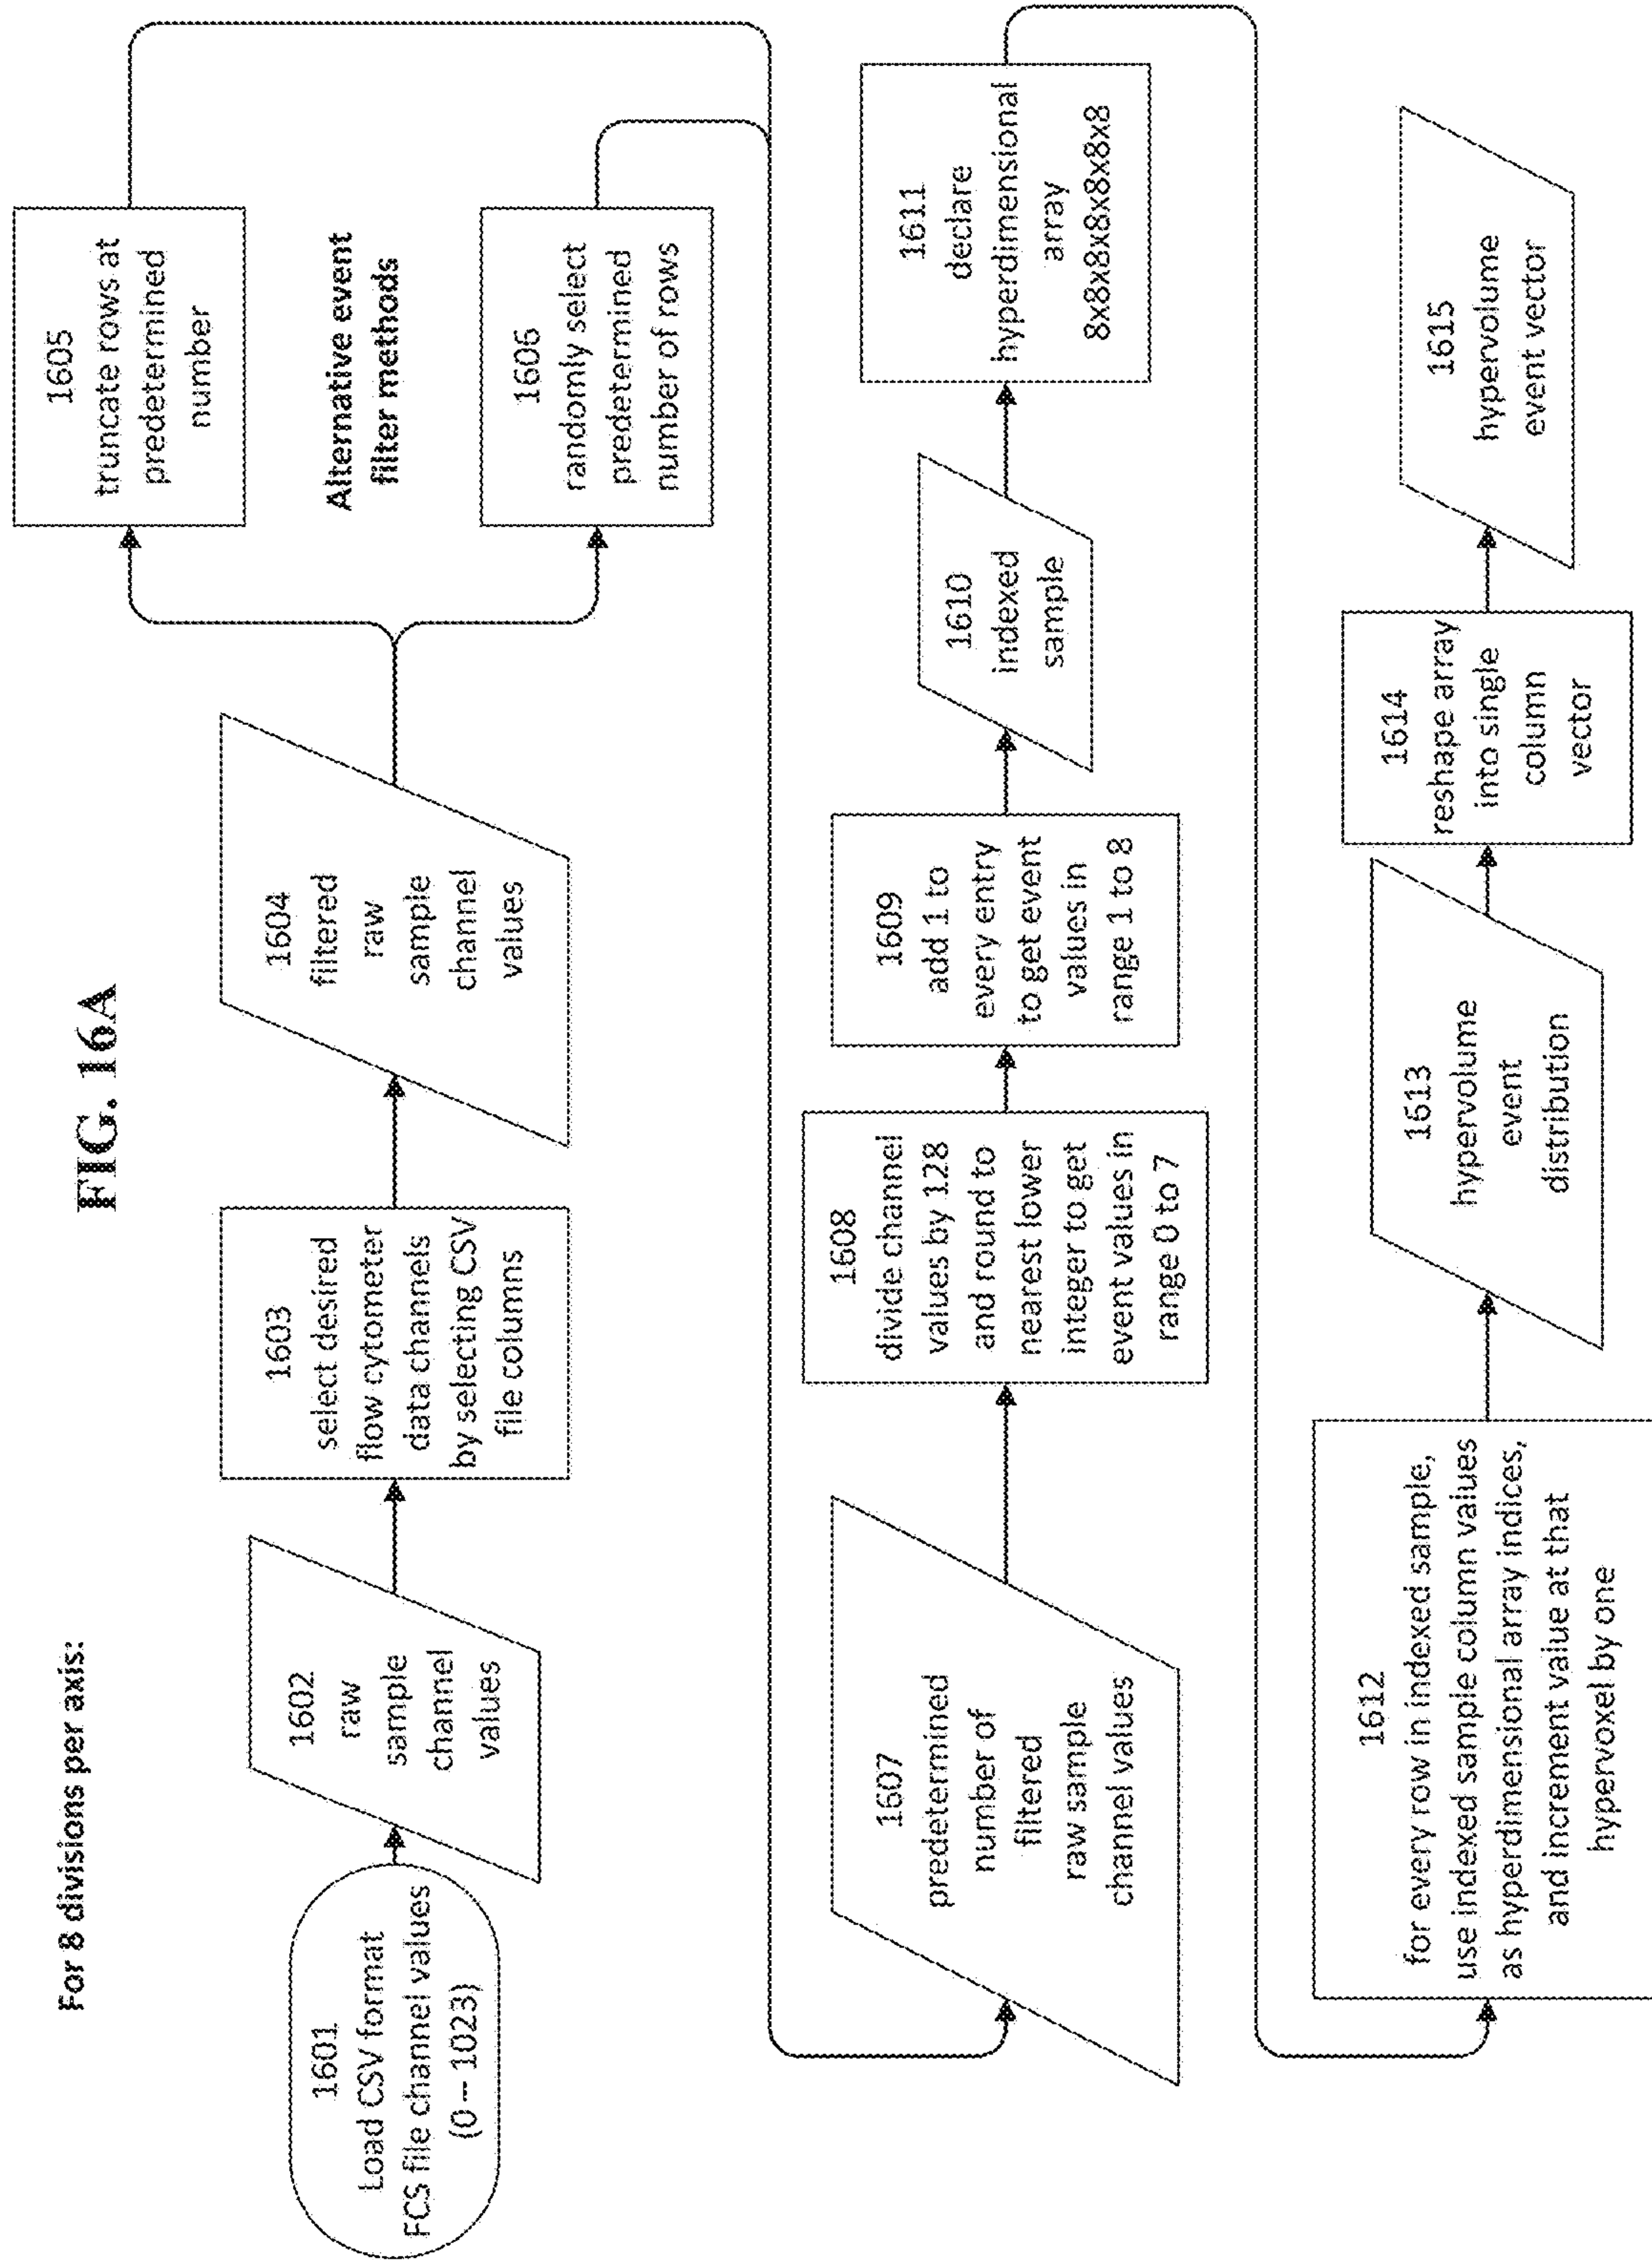 FIG. 16A
For 8 divisions per axis:
1601
Load CSV format
FCS file channel values
(0 – 1023)
1602
raw
sample
channel
values
1603
select desired
flow cytometer
data channels
by selecting CSV
file columns
1604
filtered
raw
sample
channel
values
1605
truncate rows at
predetermined
number
Alternative event
filter methods
1606
randomly select
predetermined
number of rows
1607
predetermined
number of
filtered
raw sample
channel values
1608
divide channel
values by 128
and round to
nearest lower
integer to get
event values in
range 0 to 7
1609
add 1 to
every entry
to get event
values in
range 1 to 8
1610
indexed
sample
1611
declare
hyperdimensional
array
8x8x8x8x8x8x8
1612
for every row in indexed sample,
use indexed sample column values
as hyperdimensional array indices,
and increment value at that
hypervoxel by one
1613
hypervolume
event
distribution
1614
reshape array
into single
column
vector
1615
hypervolume
event vector